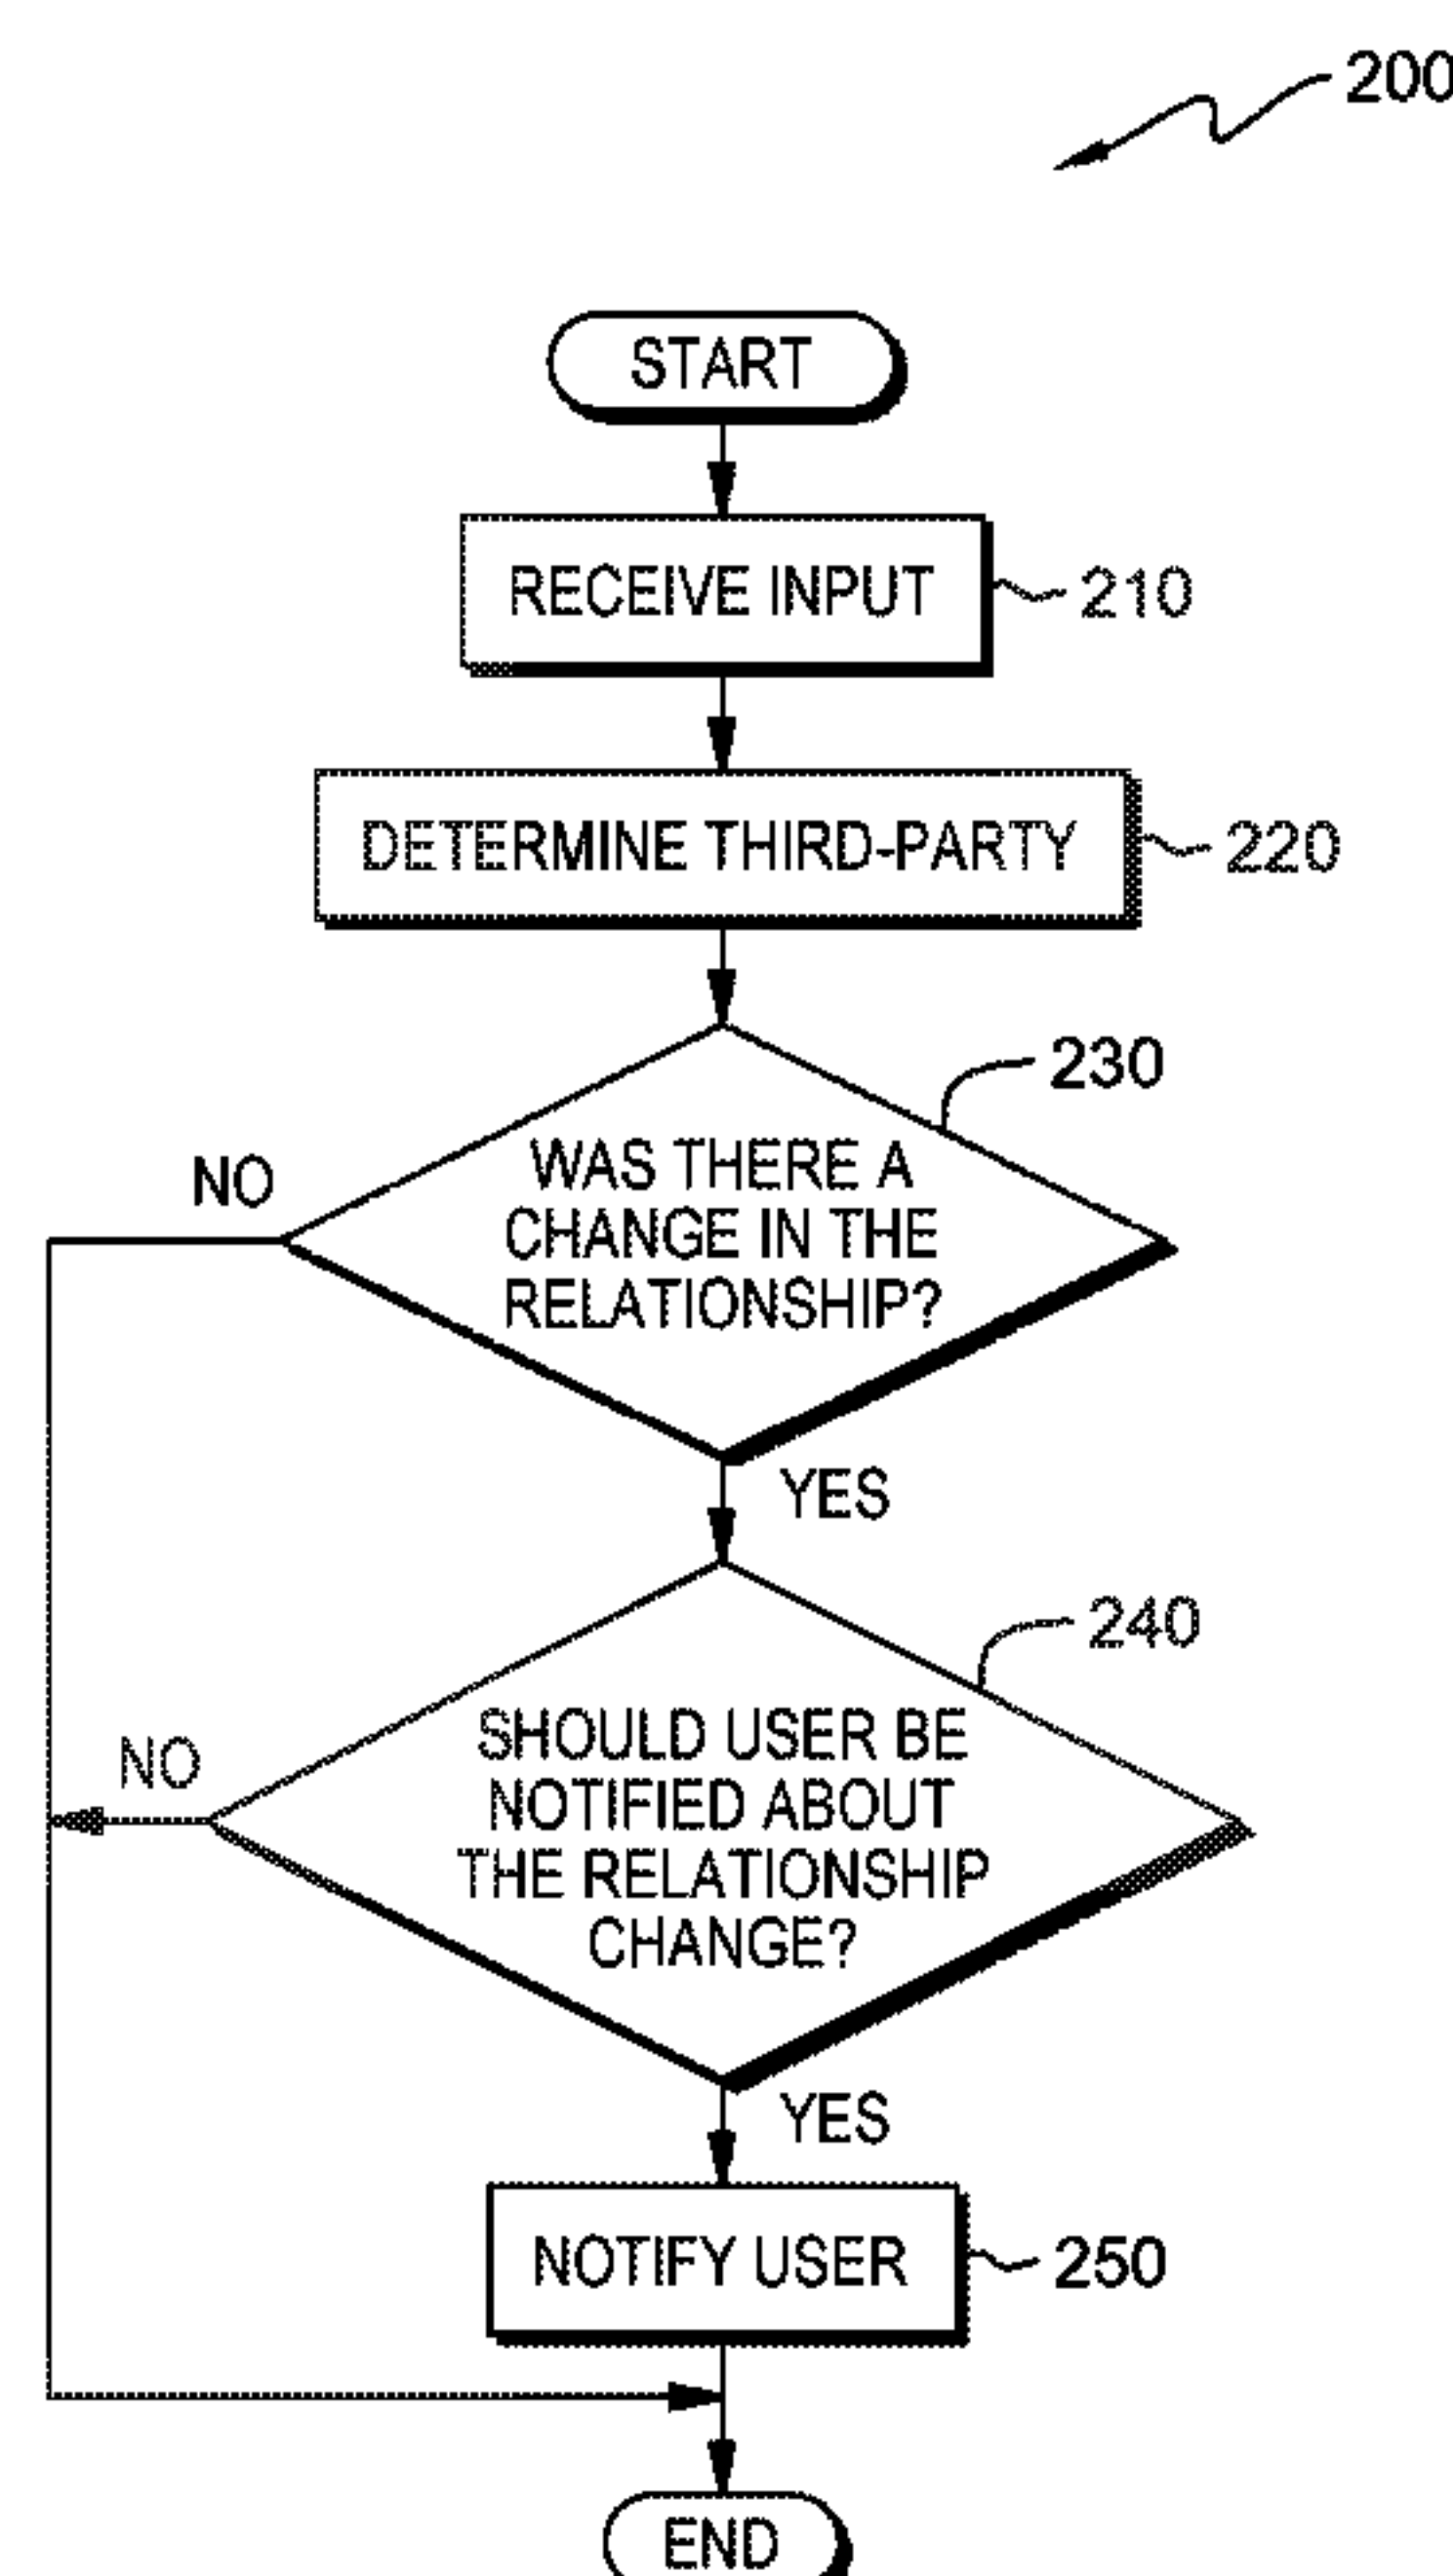 200
START
RECEIVE INPUT
210
DETERMINE THIRD-PARTY
220
230
NO
WAS THERE A
CHANGE IN THE
RELATIONSHIP?
YES
240
NO
SHOULD USER BE
NOTIFIED ABOUT
THE RELATIONSHIP
CHANGE?
YES
NOTIFY USER
250
END